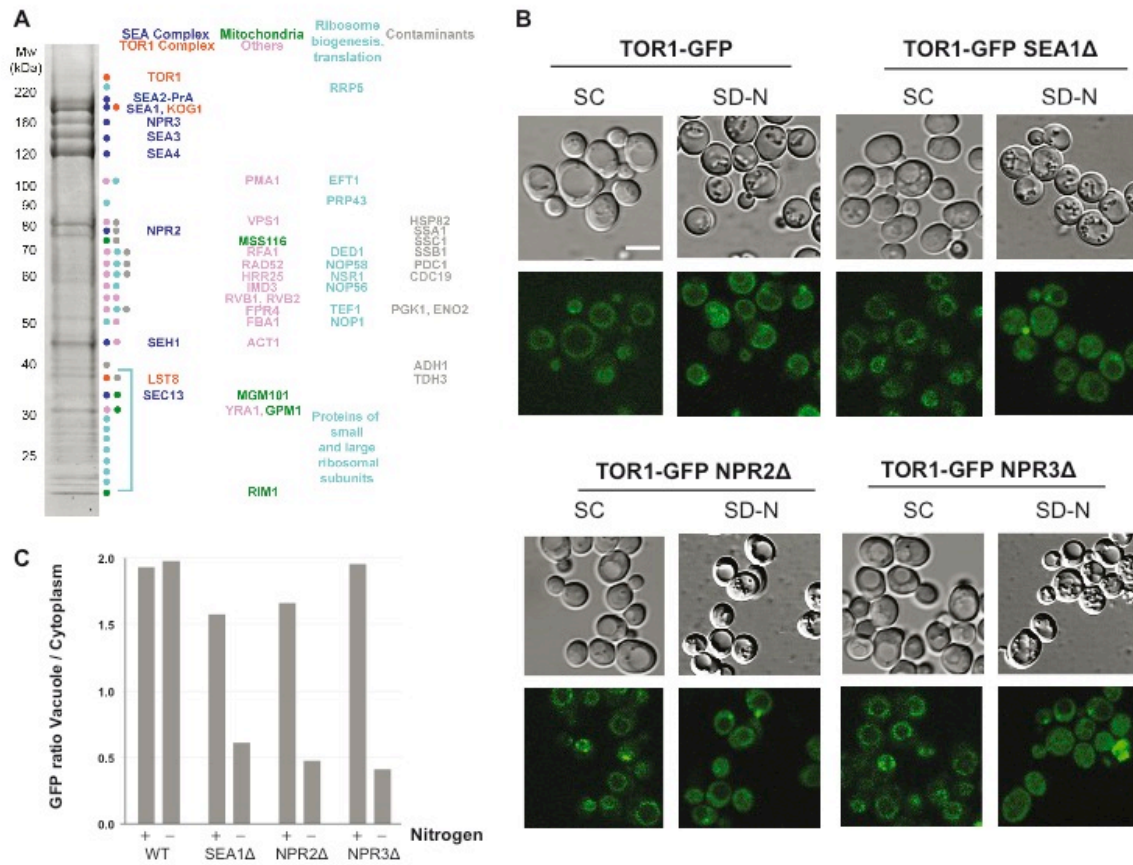 A
SEA Complex
TOR1 Complex
Mitochondria
Others
Ribosome
biogenesis.
translation
Contaminants
Mw
(kDa)
220
160
120
100
90
80
70
60
50
40
30
25
TOR1
RRP5
SEA2-PrA
SEA1, KOG1
NPR3
SEA3
SEA4
PMA1 EFT1
PRP43
VPS1 HSP82
NPR2 SSA1
MSS116 SSC1
RFA1 DED1 SSB1
RAD52 NOP58 PDC1
HRR25 NSR1 CDC19
IMD3 NOP56
RVB1, RVB2
FPR4 TEF1 PGK1, ENO2
FBA1 NOP1
SEH1 ACT1
ADH1
LST8 TDH3
SEC13 MGM101
YRA1, GPM1
Proteins of
small
and large
ribosomal
subunits
RIM1
B
TOR1-GFP
SC SD-N
TOR1-GFP SEA1Δ
SC SD-N
TOR1-GFP NPR2Δ
SC SD-N
TOR1-GFP NPR3Δ
SC SD-N
C
GFP ratio Vacuole / Cytoplasm
2.0
1.5
1.0
0.5
0.0
+ − + − + − + − Nitrogen
WT SEA1Δ NPR2Δ NPR3Δ